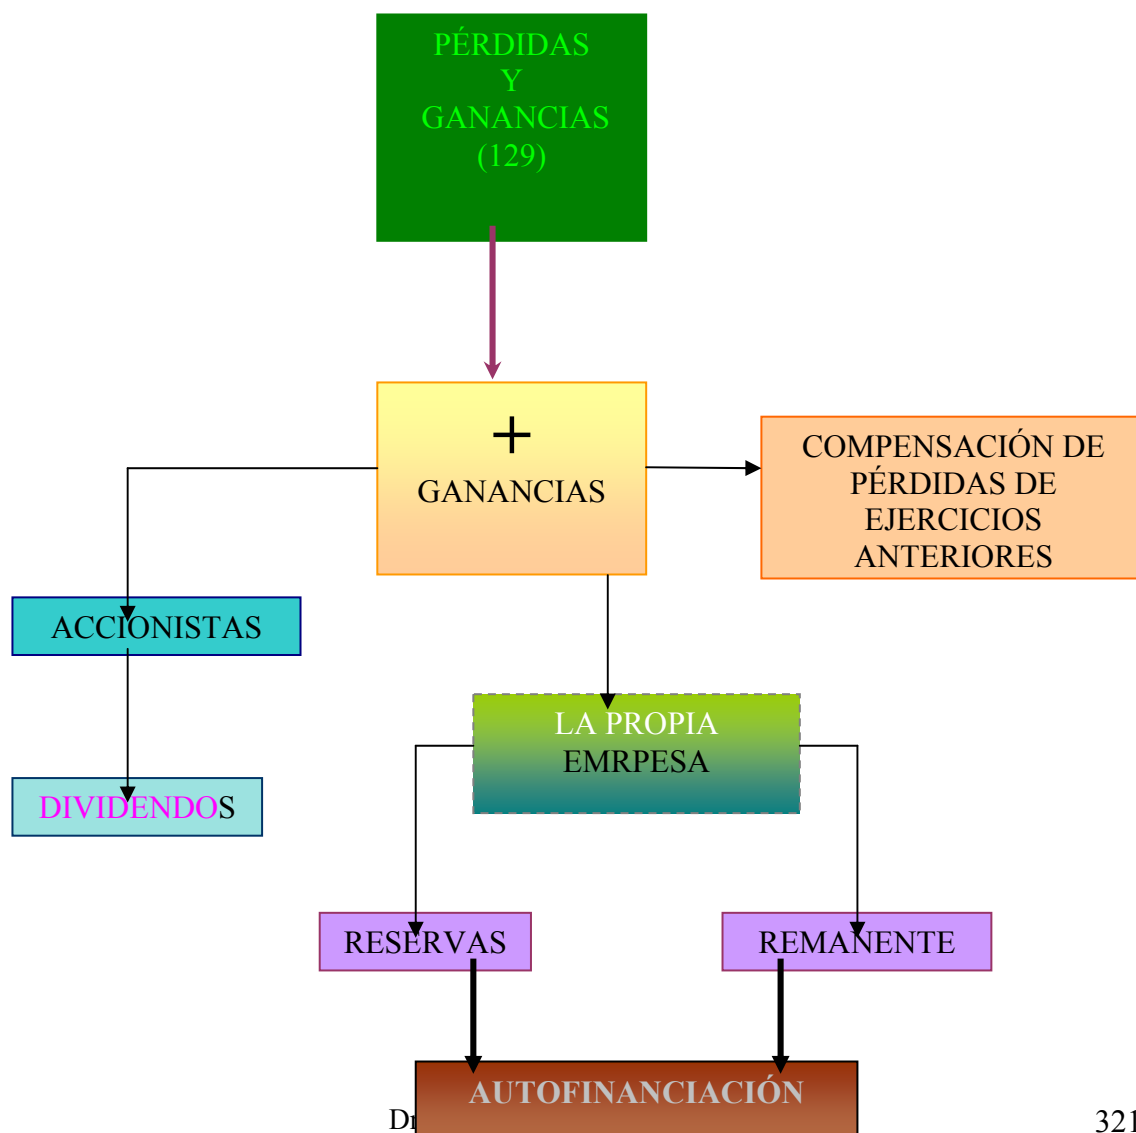 PÉRDIDAS
Y
GANANCIAS
(129)
+
GANANCIAS
COMPENSACIÓN DE
PÉRDIDAS DE
EJERCICIOS
ANTERIORES
ACCIONISTAS
LA PROPIA
EMRPESA
DIVIDENDOS
RESERVAS
REMANENTE
AUTOFINANCIACIÓN
321